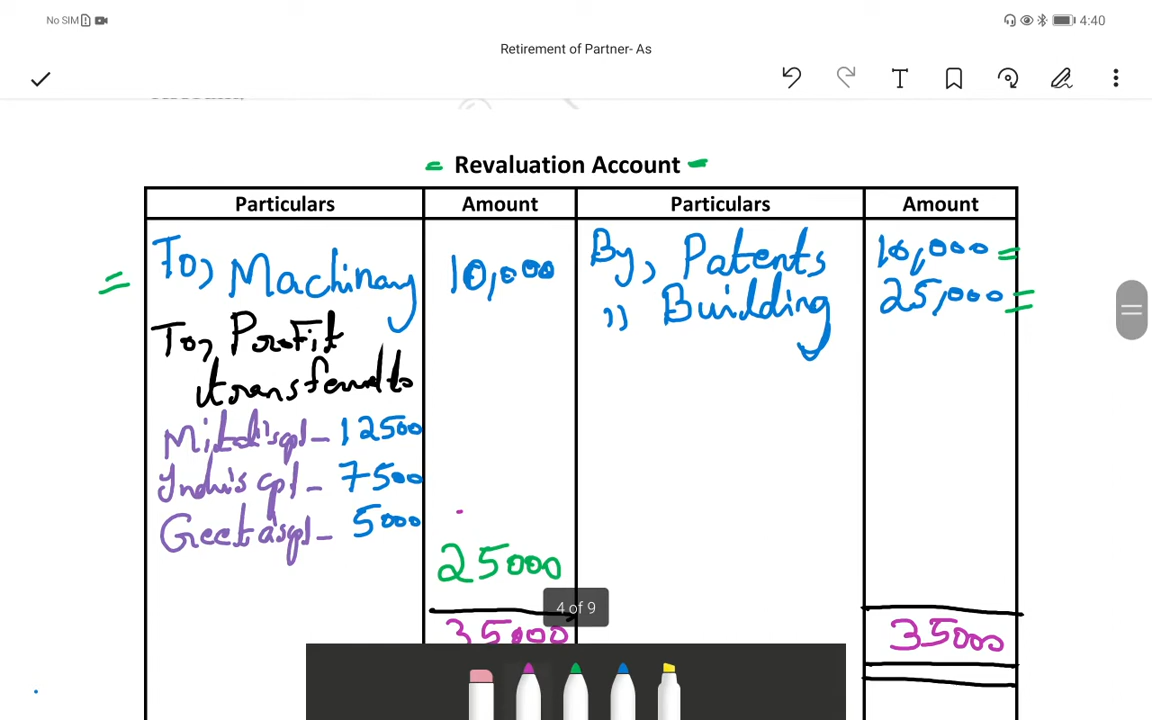 No SIM
4:40
Retirement of Partner- As
Revaluation Account
Particulars Amount Particulars Amount
To, Machinary 10,000 By, Patents 10,000
'' Building 25,000
To, Profit
transferred to
cpl - 12500
Indu's cpl - 7500
Geeta's cpl - 5000
25000
4 of 9
35000 35000